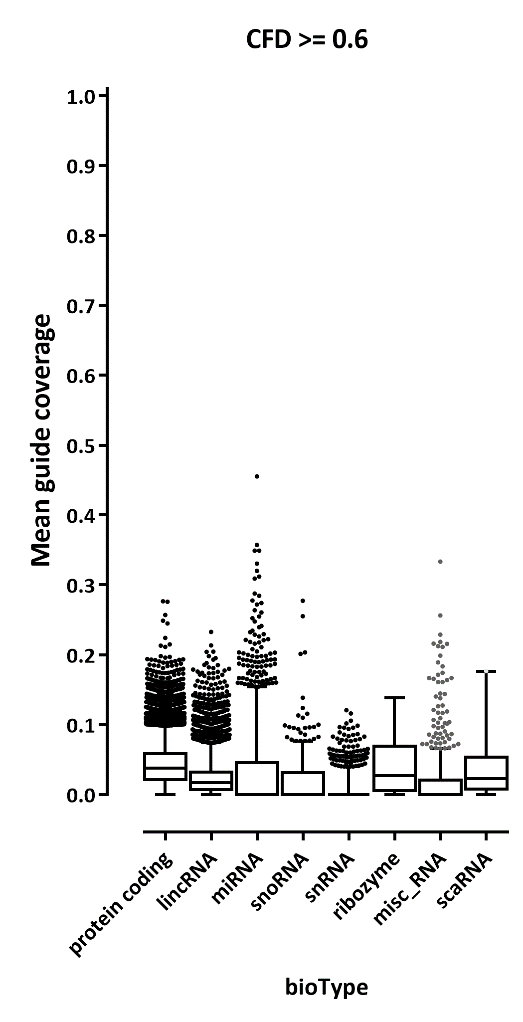 CFD >= 0.6
Mean guide coverage
1.0
0.9
0.8
0.7
0.6
0.5
0.4
0.3
0.2
0.1
0.0
protein coding
lincRNA
miRNA
snoRNA
snRNA
ribozyme
misc_RNA
scaRNA
bioType